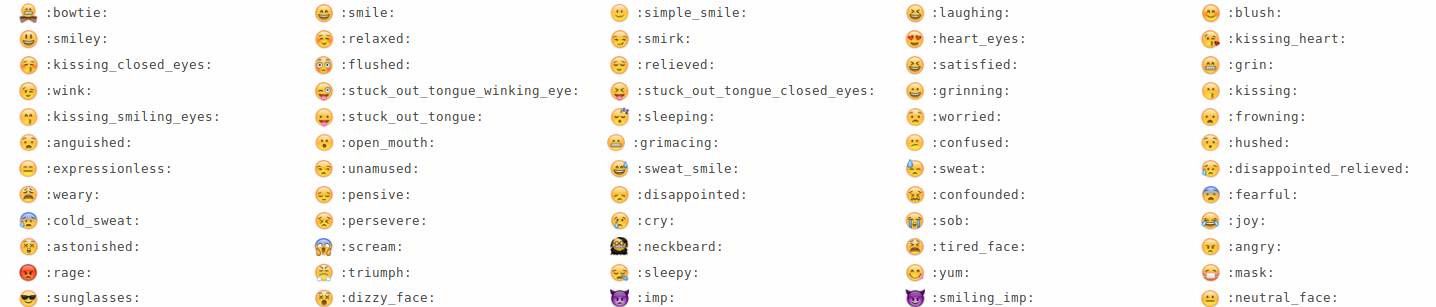 :bowtie: :smile: :simple_smile: :laughing: :blush:
:smiley: :relaxed: :smirk: :heart_eyes: :kissing_heart:
:kissing_closed_eyes: :flushed: :relieved: :satisfied: :grin:
:wink: :stuck_out_tongue_winking_eye: :stuck_out_tongue_closed_eyes: :grinning: :kissing:
:kissing_smiling_eyes: :stuck_out_tongue: :sleeping: :worried: :frowning:
:anguished: :open_mouth: :grimacing: :confused: :hushed:
:expressionless: :unamused: :sweat_smile: :sweat: :disappointed_relieved:
:weary: :pensive: :disappointed: :confounded: :fearful:
:cold_sweat: :persevere: :cry: :sob: :joy:
:astonished: :scream: :neckbeard: :tired_face: :angry:
:rage: :triumph: :sleepy: :yum: :mask:
:sunglasses: :dizzy_face: :imp: :smiling_imp: :neutral_face: